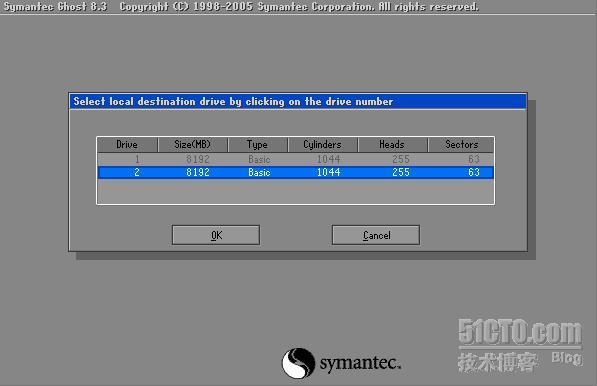 Symantec Ghost 8.3 Copyright (C) 1998-2005 Symantec Corporation. All rights reserved.
Select local destination drive by clicking on the drive number
Drive Size(MB) Type Cylinders Heads Sectors
1 8192 Basic 1044 255 63
2 8192 Basic 1044 255 63
OK Cancel
symantec™
51CTO.com
技术博客 Blog